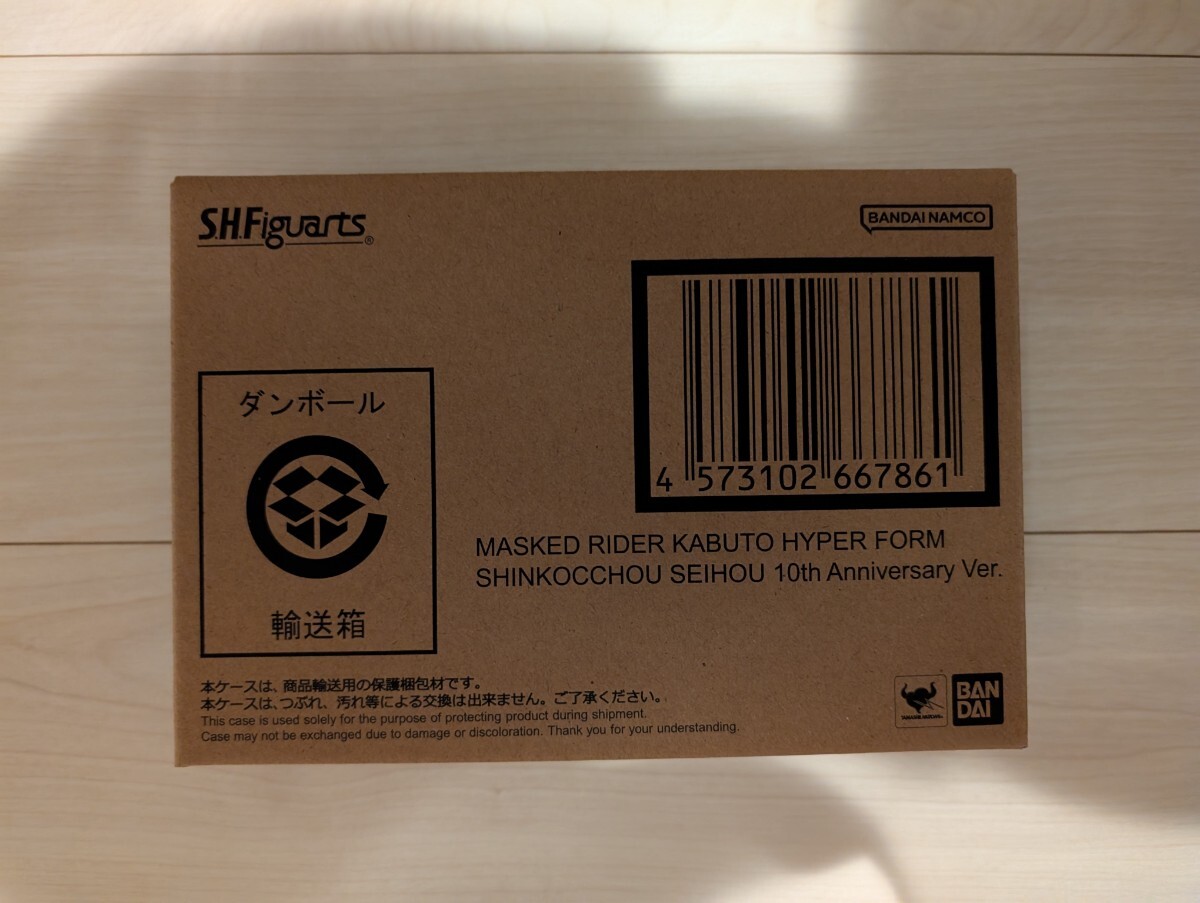 S.H.Figuarts®
BANDAI NAMCO
4 573102 667861
ダンボール
輸送箱
MASKED RIDER KABUTO HYPER FORM
SHINKOCCHOU SEIHOU 10th Anniversary Ver.
本ケースは、商品輸送用の保護梱包材です。
本ケースは、つぶれ、汚れ等による交換は出来ません。ご了承ください。
This case is used solely for the purpose of protecting product during shipment.
Case may not be exchanged due to damage or discoloration. Thank you for your understanding.
TAMASHII NATIONS
BAN
DAI